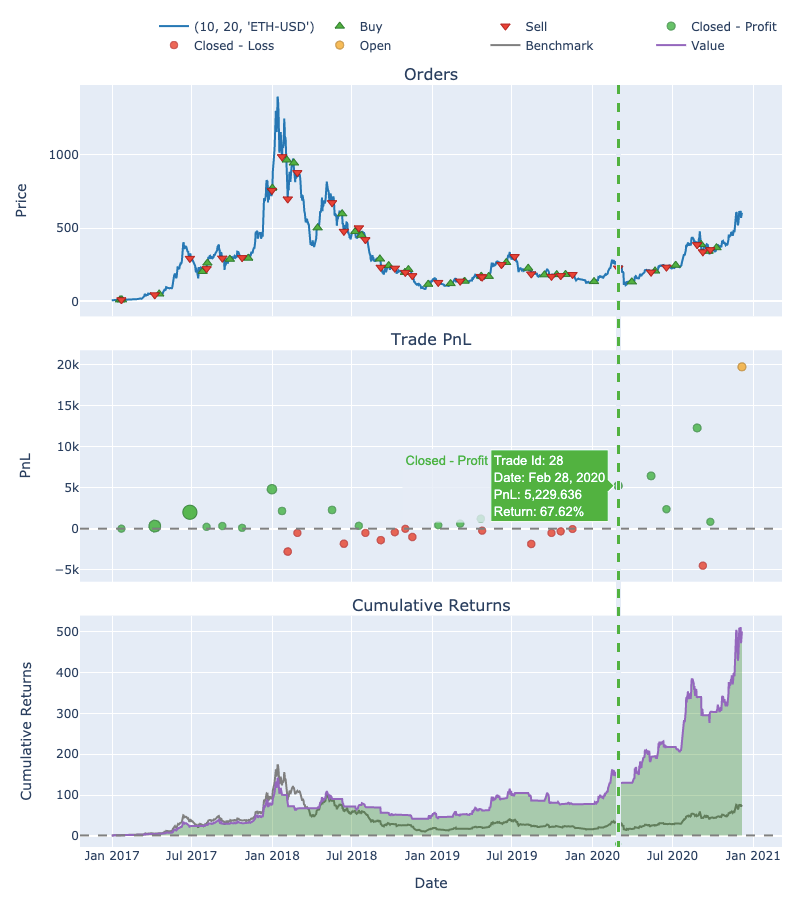 (10, 20, 'ETH-USD') Buy Sell Closed - Profit
Closed - Loss Open Benchmark Value
Orders
1000
500
0
Price
Trade PnL
20k
15k
10k
5k
0
−5k
PnL
Closed - Profit
Trade Id: 28
Date: Feb 28, 2020
PnL: 5,229.636
Return: 67.62%
Cumulative Returns
500
400
300
200
100
0
Cumulative Returns
Jan 2017 Jul 2017 Jan 2018 Jul 2018 Jan 2019 Jul 2019 Jan 2020 Jul 2020 Jan 2021
Date